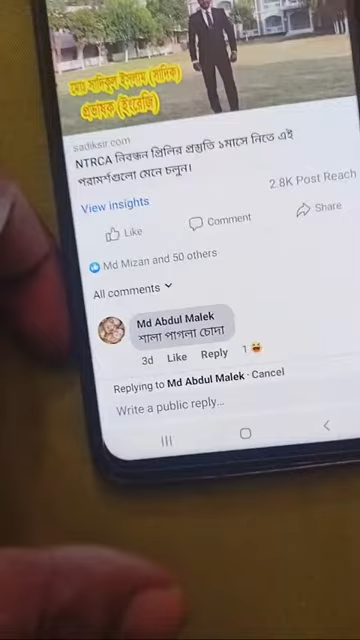 মোঃ সাদিকুল ইসলাম (সাদিক)
প্রভাষক (ইংরেজি)
sadiksir.com
NTRCA নিবন্ধন প্রিলির প্রস্তুতি ১মাসে নিতে এই
পরামর্শগুলো মেনে চলুন।
View insights
2.8K Post Reach
Like
Comment
Share
Md Mizan and 50 others
All comments
Md Abdul Malek
শালা পাগলা চোদা
3d Like Reply 1
Replying to Md Abdul Malek · Cancel
Write a public reply...